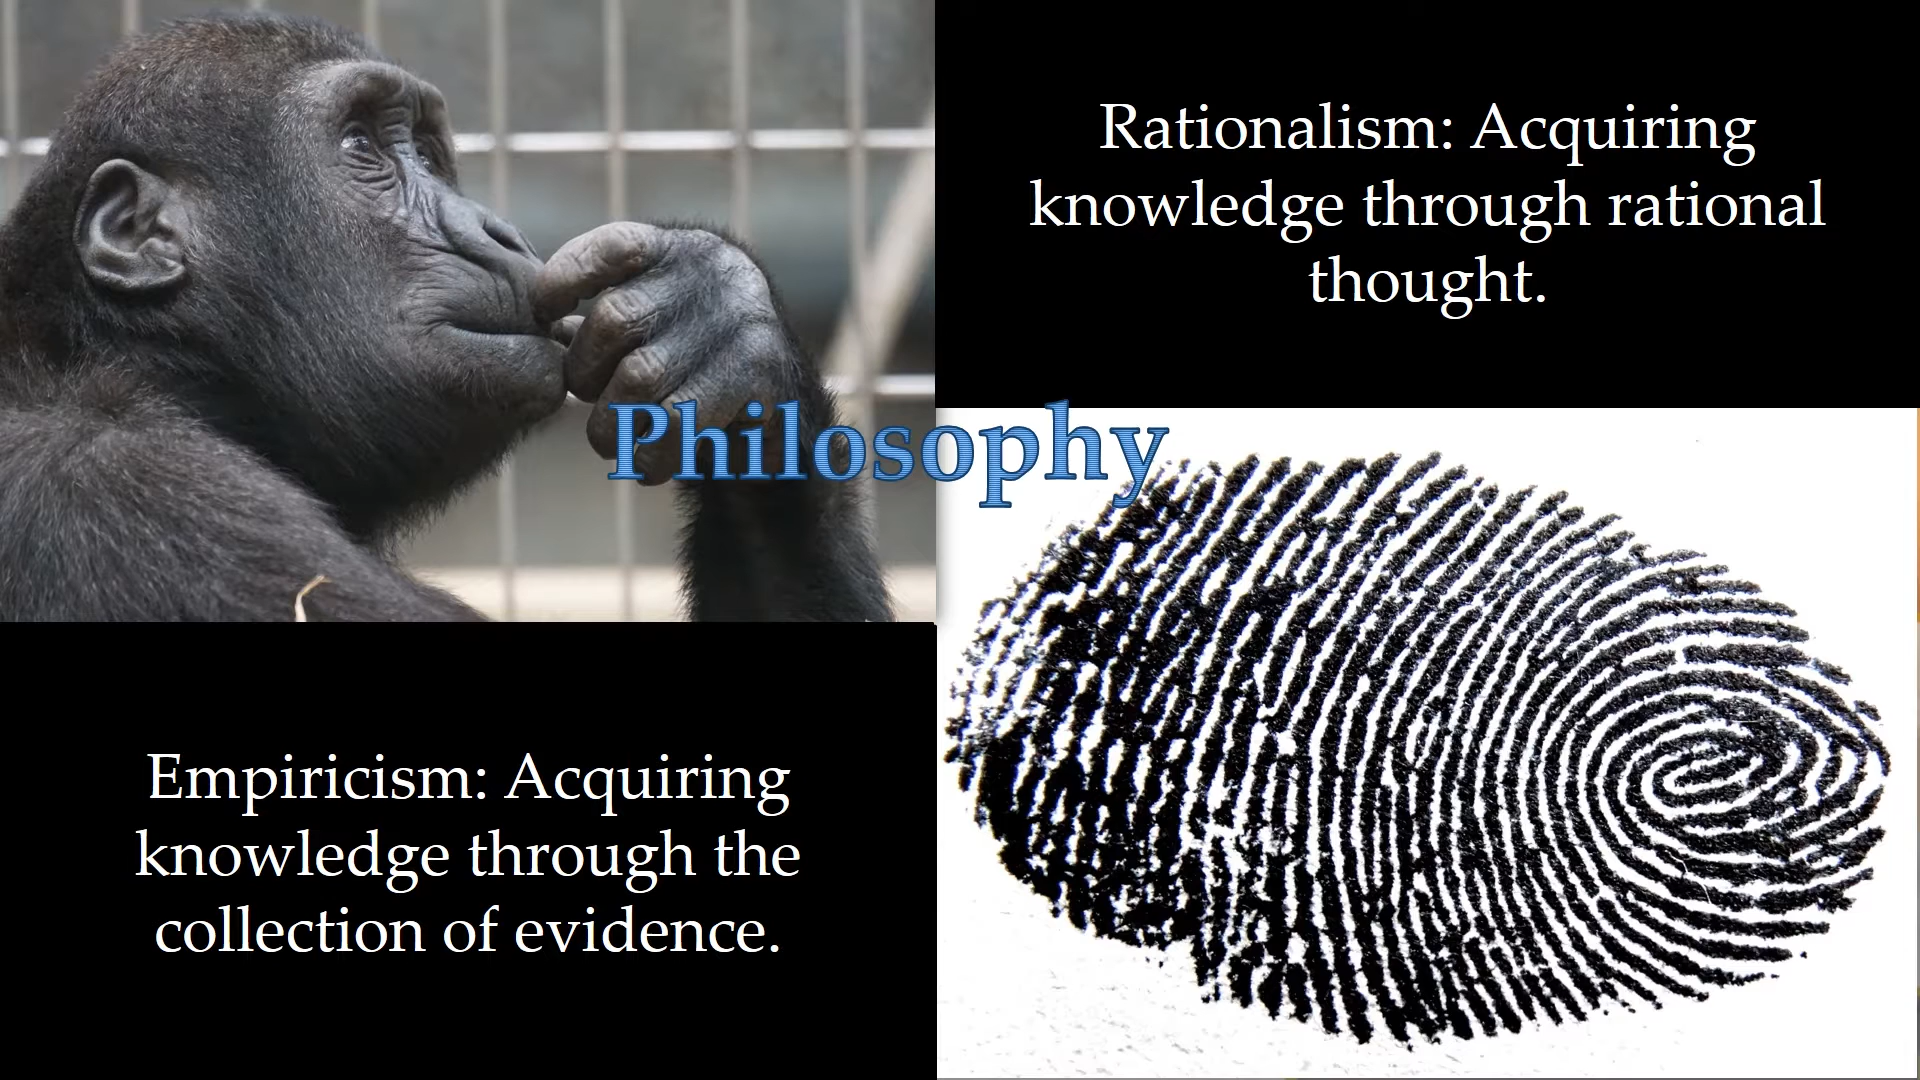 Rationalism: Acquiring
knowledge through rational
thought.
Philosophy
Empiricism: Acquiring
knowledge through the
collection of evidence.